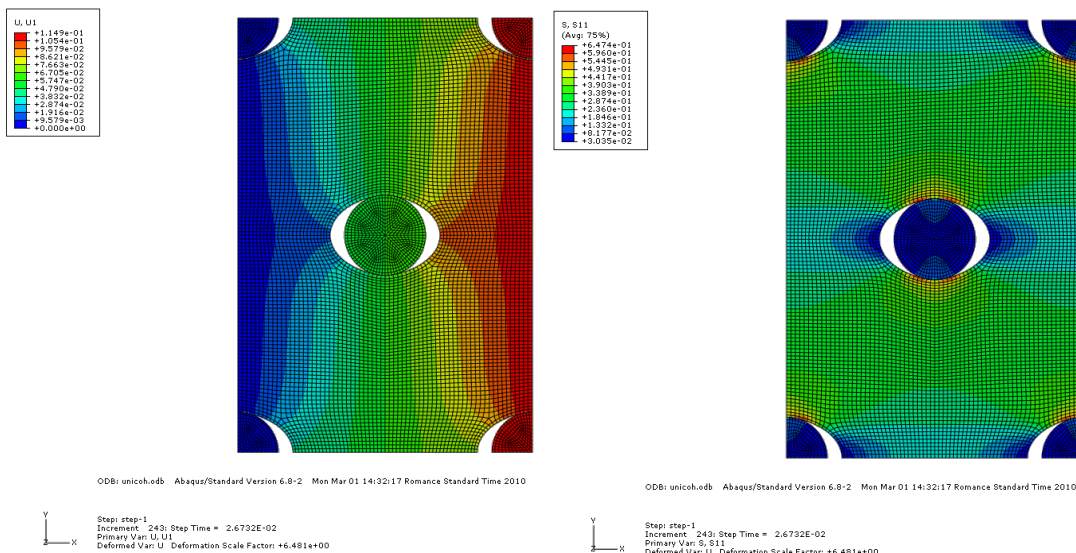 U, U1
+1.149e-01
+1.054e-01
+9.579e-02
+8.621e-02
+7.663e-02
+6.705e-02
+5.747e-02
+4.790e-02
+3.832e-02
+2.874e-02
+1.916e-02
+9.579e-03
+0.000e+00
S, S11
(Avg: 75%)
+6.474e-01
+5.960e-01
+5.445e-01
+4.931e-01
+4.417e-01
+3.903e-01
+3.389e-01
+2.874e-01
+2.360e-01
+1.846e-01
+1.332e-01
+8.177e-02
+3.035e-02
ODB: unicoh.odb Abaqus/Standard Version 6.8-2 Mon Mar 01 14:32:17 Romance Standard Time 2010
Y
Z X
Step: step-1
Increment 243: Step Time = 2.6732E-02
Primary Var: U, U1
Deformed Var: U Deformation Scale Factor: +6.481e+00
ODB: unicoh.odb Abaqus/Standard Version 6.8-2 Mon Mar 01 14:32:17 Romance Standard Time 2010
Y
Z X
Step: step-1
Increment 243: Step Time = 2.6732E-02
Primary Var: S, S11
Deformed Var: U Deformation Scale Factor: +6.481e+00